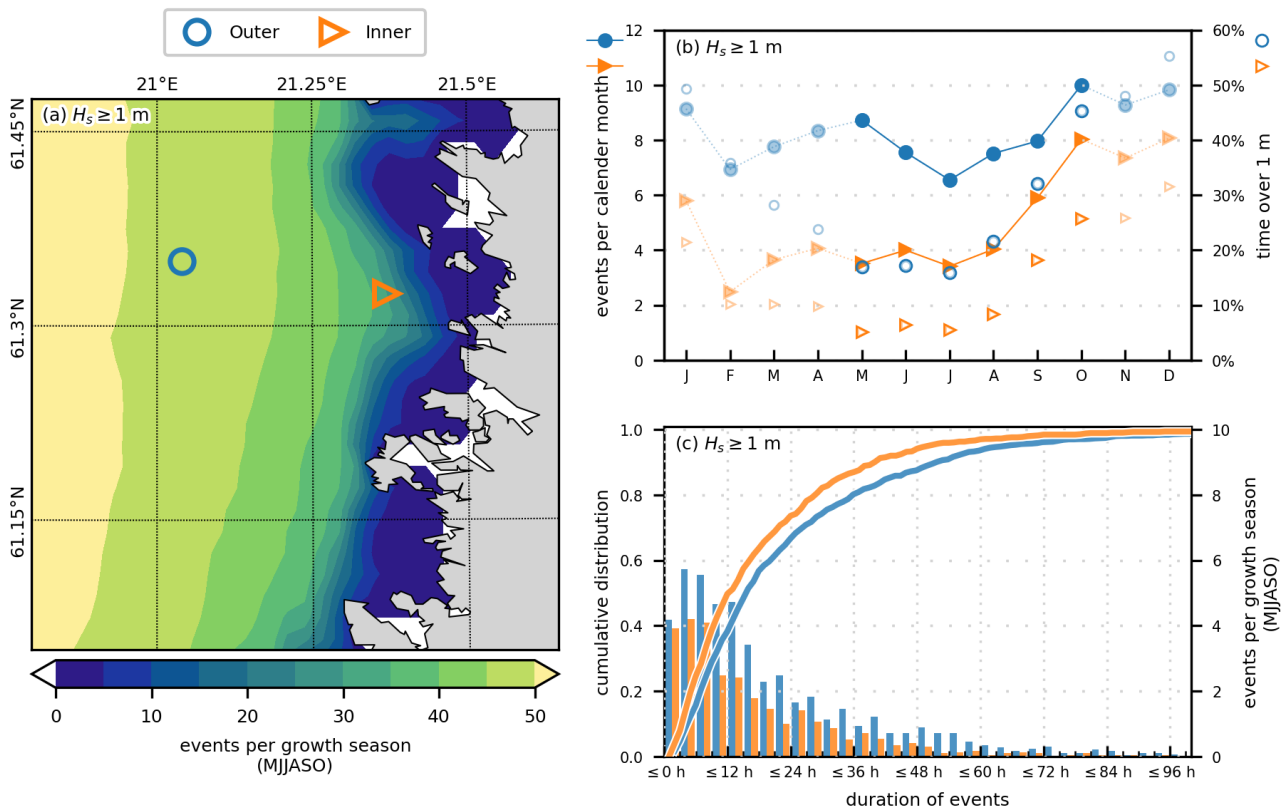 Outer Inner
21°E 21.25°E 21.5°E
(a) Hs ≥ 1 m
61.45°N
61.3°N
61.15°N
0 10 20 30 40 50
events per growth season
(MJJASO)
(b) Hs ≥ 1 m
events per calender month
12
10
8
6
4
2
0
60%
50%
40%
30%
20%
10%
0%
time over 1 m
J F M A M J J A S O N D
(c) Hs ≥ 1 m
cumulative distribution
1.0
0.8
0.6
0.4
0.2
0.0
10
8
6
4
2
0
events per growth season
(MJJASO)
≤ 0 h ≤ 12 h ≤ 24 h ≤ 36 h ≤ 48 h ≤ 60 h ≤ 72 h ≤ 84 h ≤ 96 h
duration of events